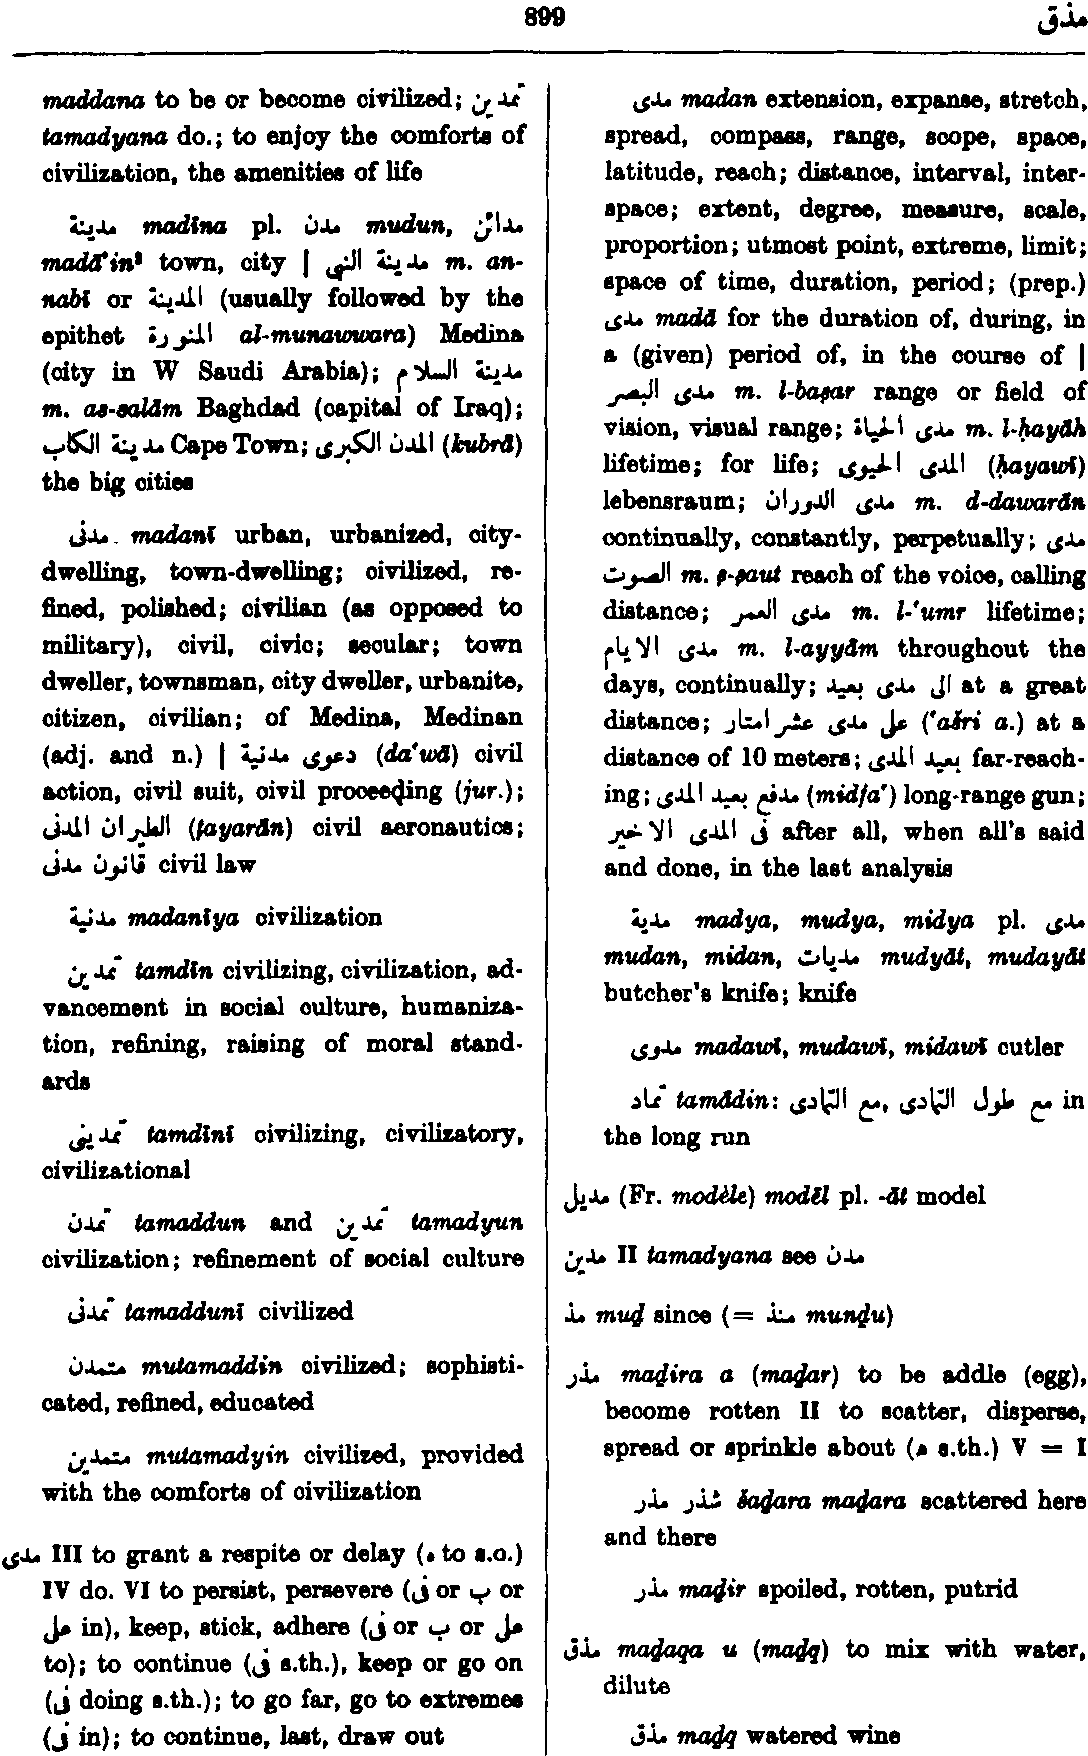 899
مذق
maddana to be or become civilized; تمدين
tamadyana do.; to enjoy the comforts of
civilization, the amenities of life
مدينة madīna pl. مدن mudun, مدائن
madā'in² town, city | مدينة النبي m. an-
nabī or المدينة (usually followed by the
epithet المنورة al-munawwara) Medina
(city in W Saudi Arabia); مدينة السلام
m. as-salām Baghdad (capital of Iraq);
مدينة الكاب Cape Town; المدن الكبرى (kubrā)
the big cities
مدنى madanī urban, urbanized, city-
dwelling, town-dwelling; civilized, re-
fined, polished; civilian (as opposed to
military), civil, civic; secular; town
dweller, townsman, city dweller, urbanite,
citizen, civilian; of Medina, Medinan
(adj. and n.) | دعوى مدنية (da‘wā) civil
action, civil suit, civil proceeding (jur.);
الطيران المدنى (ṭayarān) civil aeronautics;
قانون مدنى civil law
مدنية madanīya civilization
تمدين tamdīn civilizing, civilization, ad-
vancement in social culture, humaniza-
tion, refining, raising of moral stand-
ards
تمدينى tamdīnī civilizing, civilizatory,
civilizational
تمدن tamaddun and تمدين tamadyun
civilization; refinement of social culture
تمدنى tamaddunī civilized
متمدن mutamaddin civilized; sophisti-
cated, refined, educated
متمدين mutamadyin civilized, provided
with the comforts of civilization
مدى III to grant a respite or delay (ه to s.o.)
IV do. VI to persist, persevere (فى or ب or
على in), keep, stick, adhere (فى or ب or على
to); to continue (فى s.th.), keep or go on
(فى doing s.th.); to go far, go to extremes
(فى in); to continue, last, draw out
مدى madan extension, expanse, stretch,
spread, compass, range, scope, space,
latitude, reach; distance, interval, inter-
space; extent, degree, measure, scale,
proportion; utmost point, extreme, limit;
space of time, duration, period; (prep.)
مدى madā for the duration of, during, in
a (given) period of, in the course of |
مدى البصر m. l-baṣar range or field of
vision, visual range; مدى الحياة m. l-ḥayāh
lifetime; for life; المدى الحيوى (ḥayawī)
lebensraum; مدى الدوران m. d-dawarān
continually, constantly, perpetually; مدى
الصوت m. ṣ-ṣaut reach of the voice, calling
distance; مدى العمر m. l-‘umr lifetime;
مدى الايام m. l-ayyām throughout the
days, continually; الى مدى بعيد at a great
distance; على مدى عشر امتار (‘ašri a.) at a
distance of 10 meters; بعيد المدى far-reach-
ing; مدفع بعيد المدى (midfa‘) long-range gun;
فى المدى الاخير after all, when all's said
and done, in the last analysis
مدية madya, mudya, midya pl. مدى
mudan, midan, مديات mudyāt, mudayāt
butcher's knife; knife
مدوى madawī, mudawī, midawī cutler
تماد tamādin: مع طول التمادى, مع التمادى in
the long run
مديل (Fr. modèle) modēl pl. -āt model
مدين II tamadyana see مدن
مذ muḏ since (= منذ munḏu)
مذر maḏira a (maḏar) to be addle (egg),
become rotten II to scatter, disperse,
spread or sprinkle about (ه s.th.) V = I
شذر مذر šaḏara maḏara scattered here
and there
مذر maḏir spoiled, rotten, putrid
مذق maḏaqa u (maḏq) to mix with water,
dilute
مذق maḏq watered wine